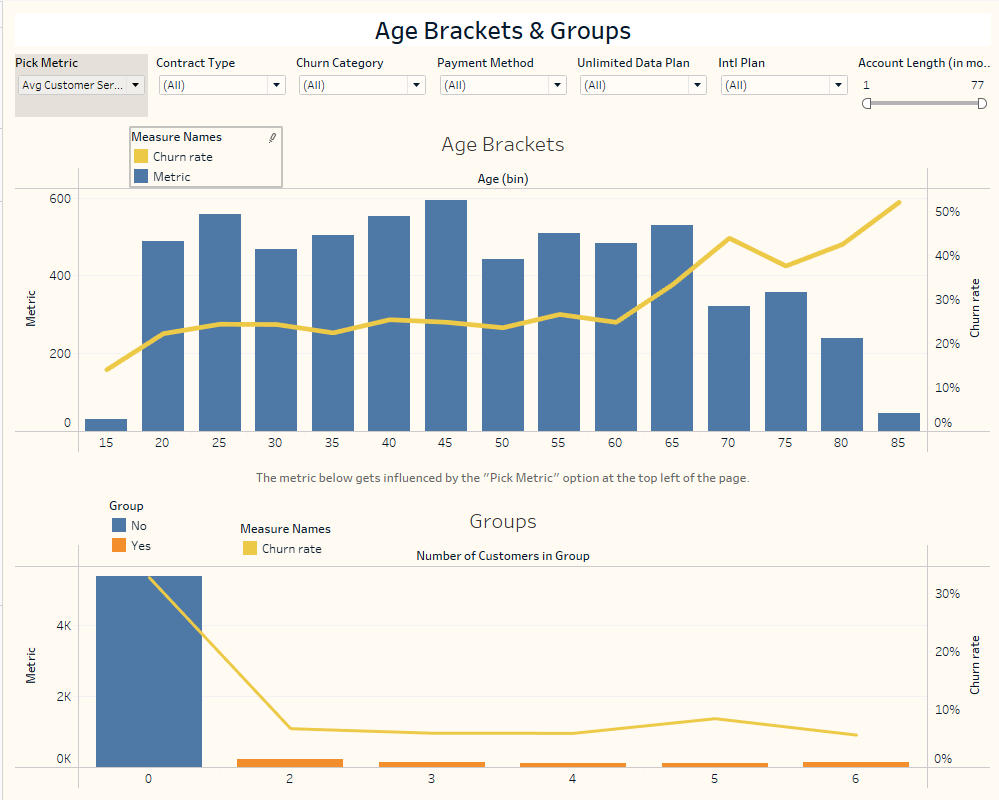 Age Brackets & Groups
Pick Metric Contract Type Churn Category Payment Method Unlimited Data Plan Intl Plan Account Length (in mo..
Avg Customer Ser... (All) (All) (All) (All) (All) 1 77
Measure Names
Churn rate
Metric
Age Brackets
Age (bin)
600
400
200
0
Metric
50%
40%
30%
20%
10%
0%
Churn rate
15 20 25 30 35 40 45 50 55 60 65 70 75 80 85
The metric below gets influenced by the "Pick Metric" option at the top left of the page.
Group
No
Yes
Measure Names
Churn rate
Groups
Number of Customers in Group
4K
2K
0K
Metric
30%
20%
10%
0%
Churn rate
0 2 3 4 5 6